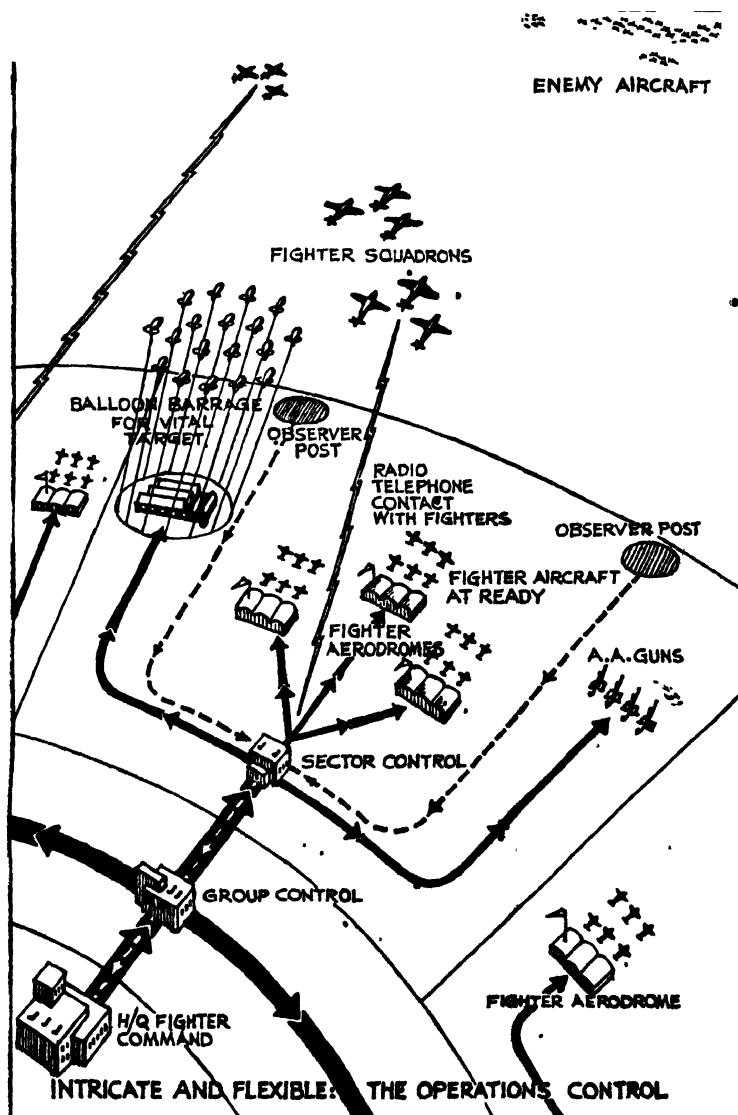 ENEMY AIRCRAFT
FIGHTER SQUADRONS
BALLOON BARRAGE
FOR VITAL
TARGET.
OBSERVER
POST
RADIO
TELEPHONE
CONTACT
WITH FIGHTERS
OBSERVER POST
FIGHTER AIRCRAFT
AT READY
FIGHTER
AERODROMES
A.A.GUNS
SECTOR CONTROL
GROUP CONTROL
FIGHTER AERODROME
H/Q FIGHTER
COMMAND
INTRICATE AND FLEXIBLE: THE OPERATIONS CONTROL